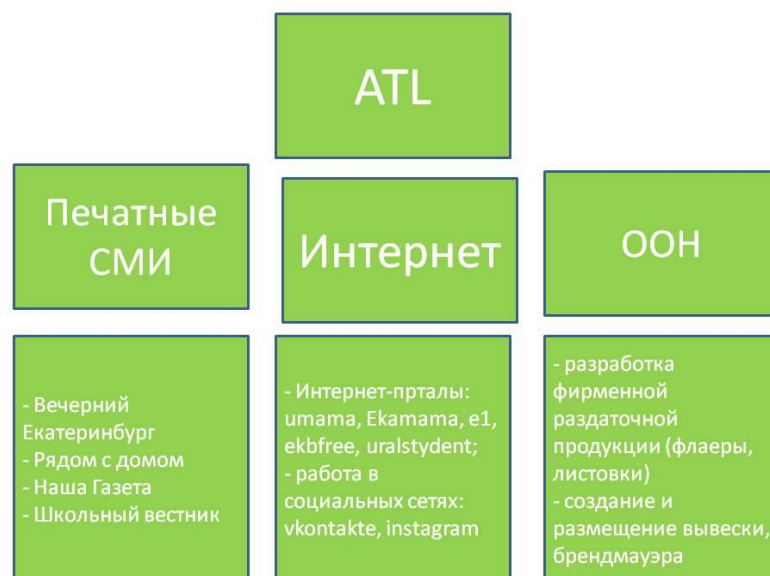 ATL
Печатные
СМИ
Интернет
ООН
- Вечерний
Екатеринбург
- Рядом с домом
- Наша Газета
- Школьный вестник
- Интернет-прталы:
umama, Ekamama, e1,
ekbfree, uralstydent;
- работа в
социальных сетях:
vkontakte, instagram
- разработка
фирменной
раздаточной
продукции (флаеры,
листовки)
- создание и
размещение вывески,
брендмауэра